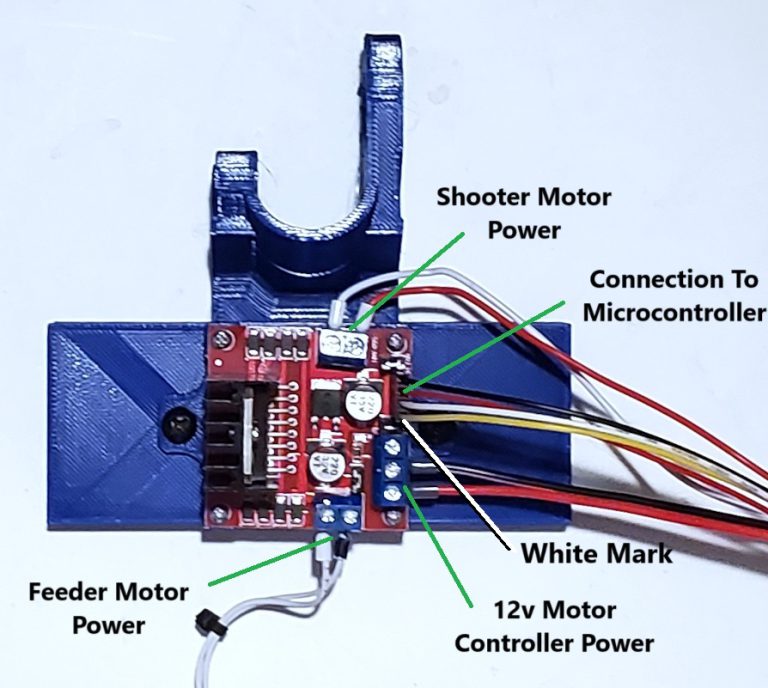 Shooter Motor
Power
Connection To
Microcontroller
White Mark
Feeder Motor
Power
12v Motor
Controller Power